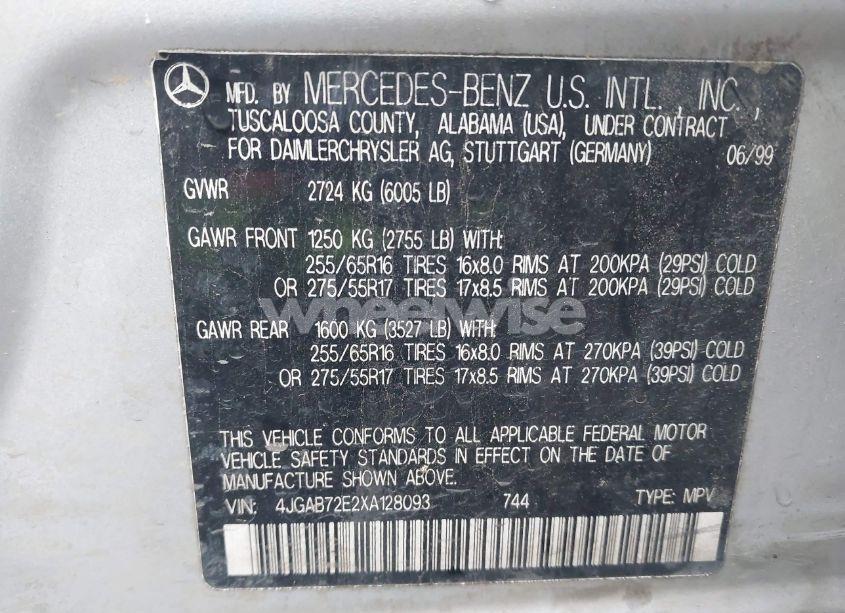 MFD. BY MERCEDES-BENZ U.S. INTL., INC.,
TUSCALOOSA COUNTY, ALABAMA (USA), UNDER CONTRACT
FOR DAIMLERCHRYSLER AG, STUTTGART (GERMANY) 06/99
GVWR 2724 KG (6005 LB)
GAWR FRONT 1250 KG (2755 LB) WITH:
255/65R16 TIRES 16x8.0 RIMS AT 200KPA (29PSI) COLD
OR 275/55R17 TIRES 17x8.5 RIMS AT 200KPA (29PSI) COLD
wheelwise
GAWR REAR 1600 KG (3527 LB) WITH:
255/65R16 TIRES 16x8.0 RIMS AT 270KPA (39PSI) COLD
OR 275/55R17 TIRES 17x8.5 RIMS AT 270KPA (39PSI) COLD
THIS VEHICLE CONFORMS TO ALL APPLICABLE FEDERAL MOTOR
VEHICLE SAFETY STANDARDS IN EFFECT ON THE DATE OF
MANUFACTURE SHOWN ABOVE.
VIN: 4JGAB72E2XA128093 744 TYPE: MPV